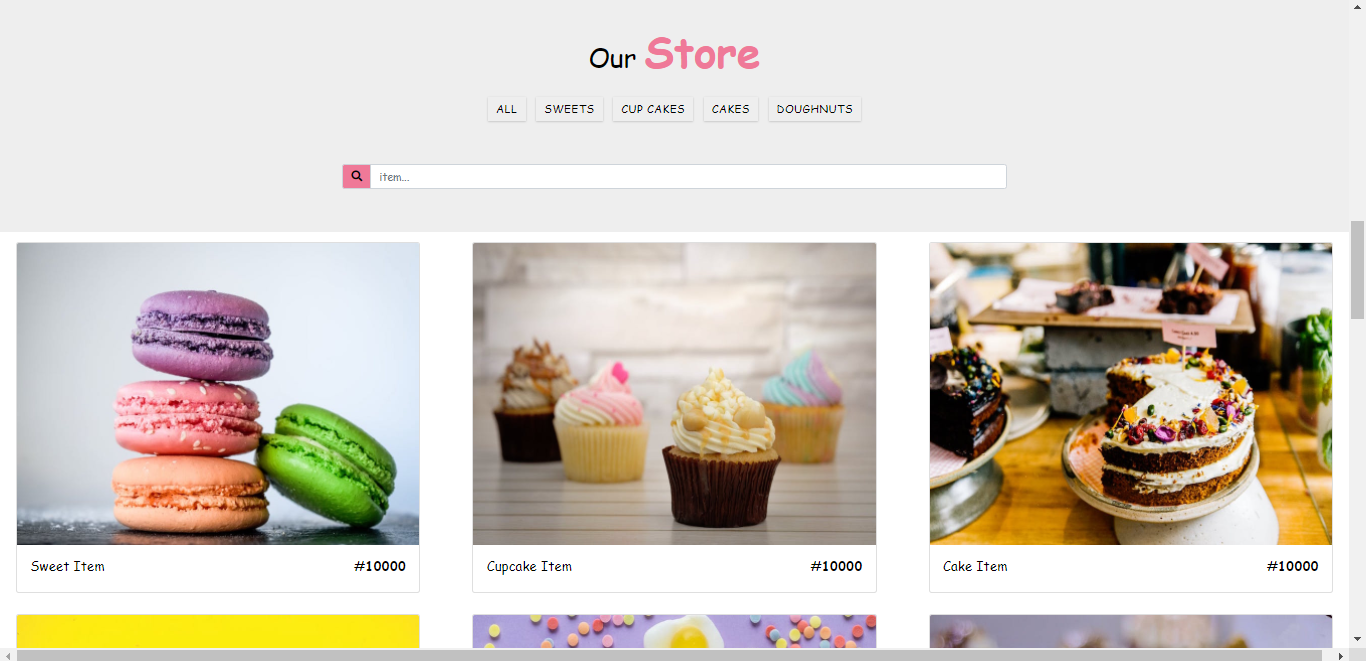 Our Store
ALL SWEETS CUP CAKES CAKES DOUGHNUTS
item...
Sweet Item #10000
Cupcake Item #10000
Cake Item #10000